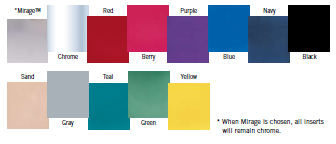 *Mirage™
Red
Purple
Navy
Chrome
Berry
Blue
Black
Sand
Teal
Yellow
Gray
Green
* When Mirage is chosen, all inserts
will remain chrome.